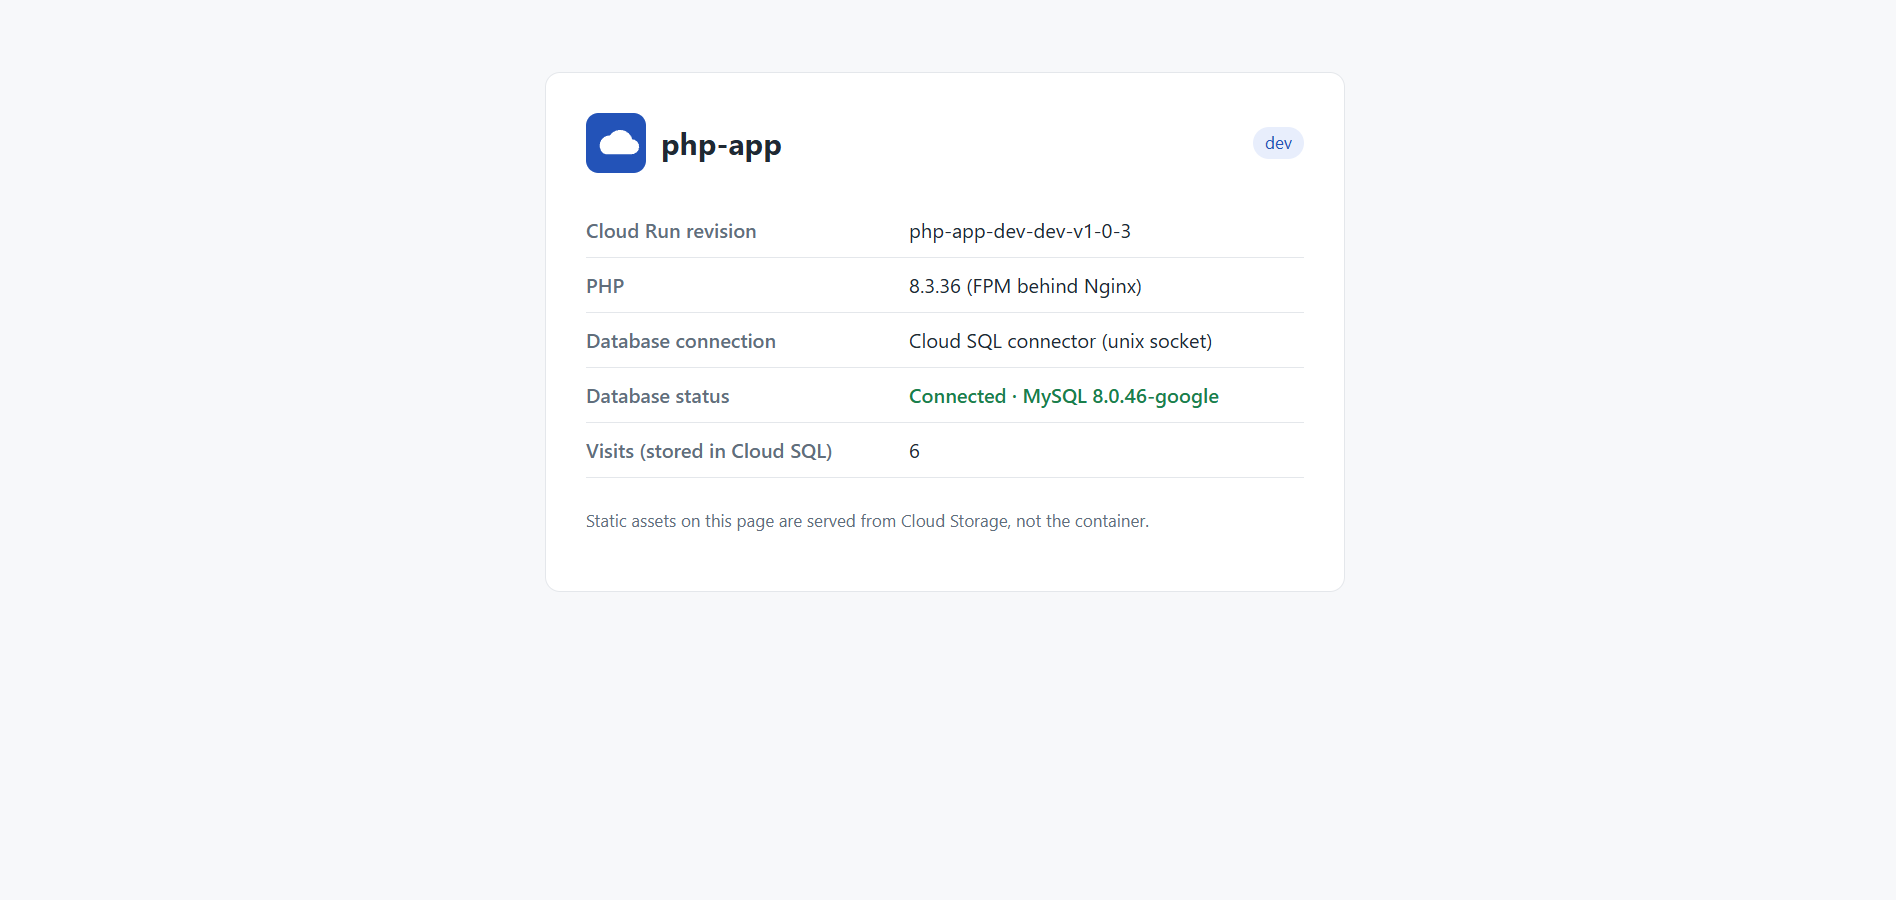 php-app
dev
Cloud Run revision php-app-dev-dev-v1-0-3
PHP 8.3.36 (FPM behind Nginx)
Database connection Cloud SQL connector (unix socket)
Database status Connected · MySQL 8.0.46-google
Visits (stored in Cloud SQL) 6
Static assets on this page are served from Cloud Storage, not the container.